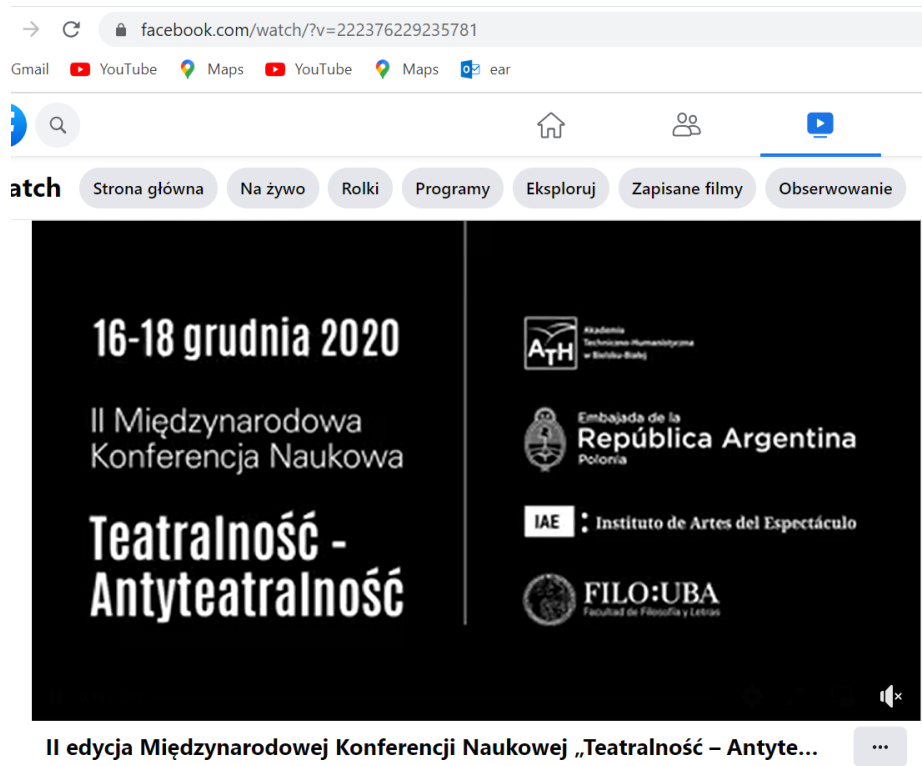 facebook.com/watch/?v=222376229235781
Gmail YouTube Maps YouTube Maps ear
atch Strona główna Na żywo Rolki Programy Eksploruj Zapisane filmy Obserwowanie
16-18 grudnia 2020
II Międzynarodowa
Konferencja Naukowa
Teatralność -
Antyteatralność
ATH
Akademia
Techniczno-Humanistyczna
w Bielsku-Białej
Embajada de la
República Argentina
Polonia
IAE : Instituto de Artes del Espectáculo
FILO:UBA
Facultad de Filosofía y Letras
II edycja Międzynarodowej Konferencji Naukowej „Teatralność – Antyte...